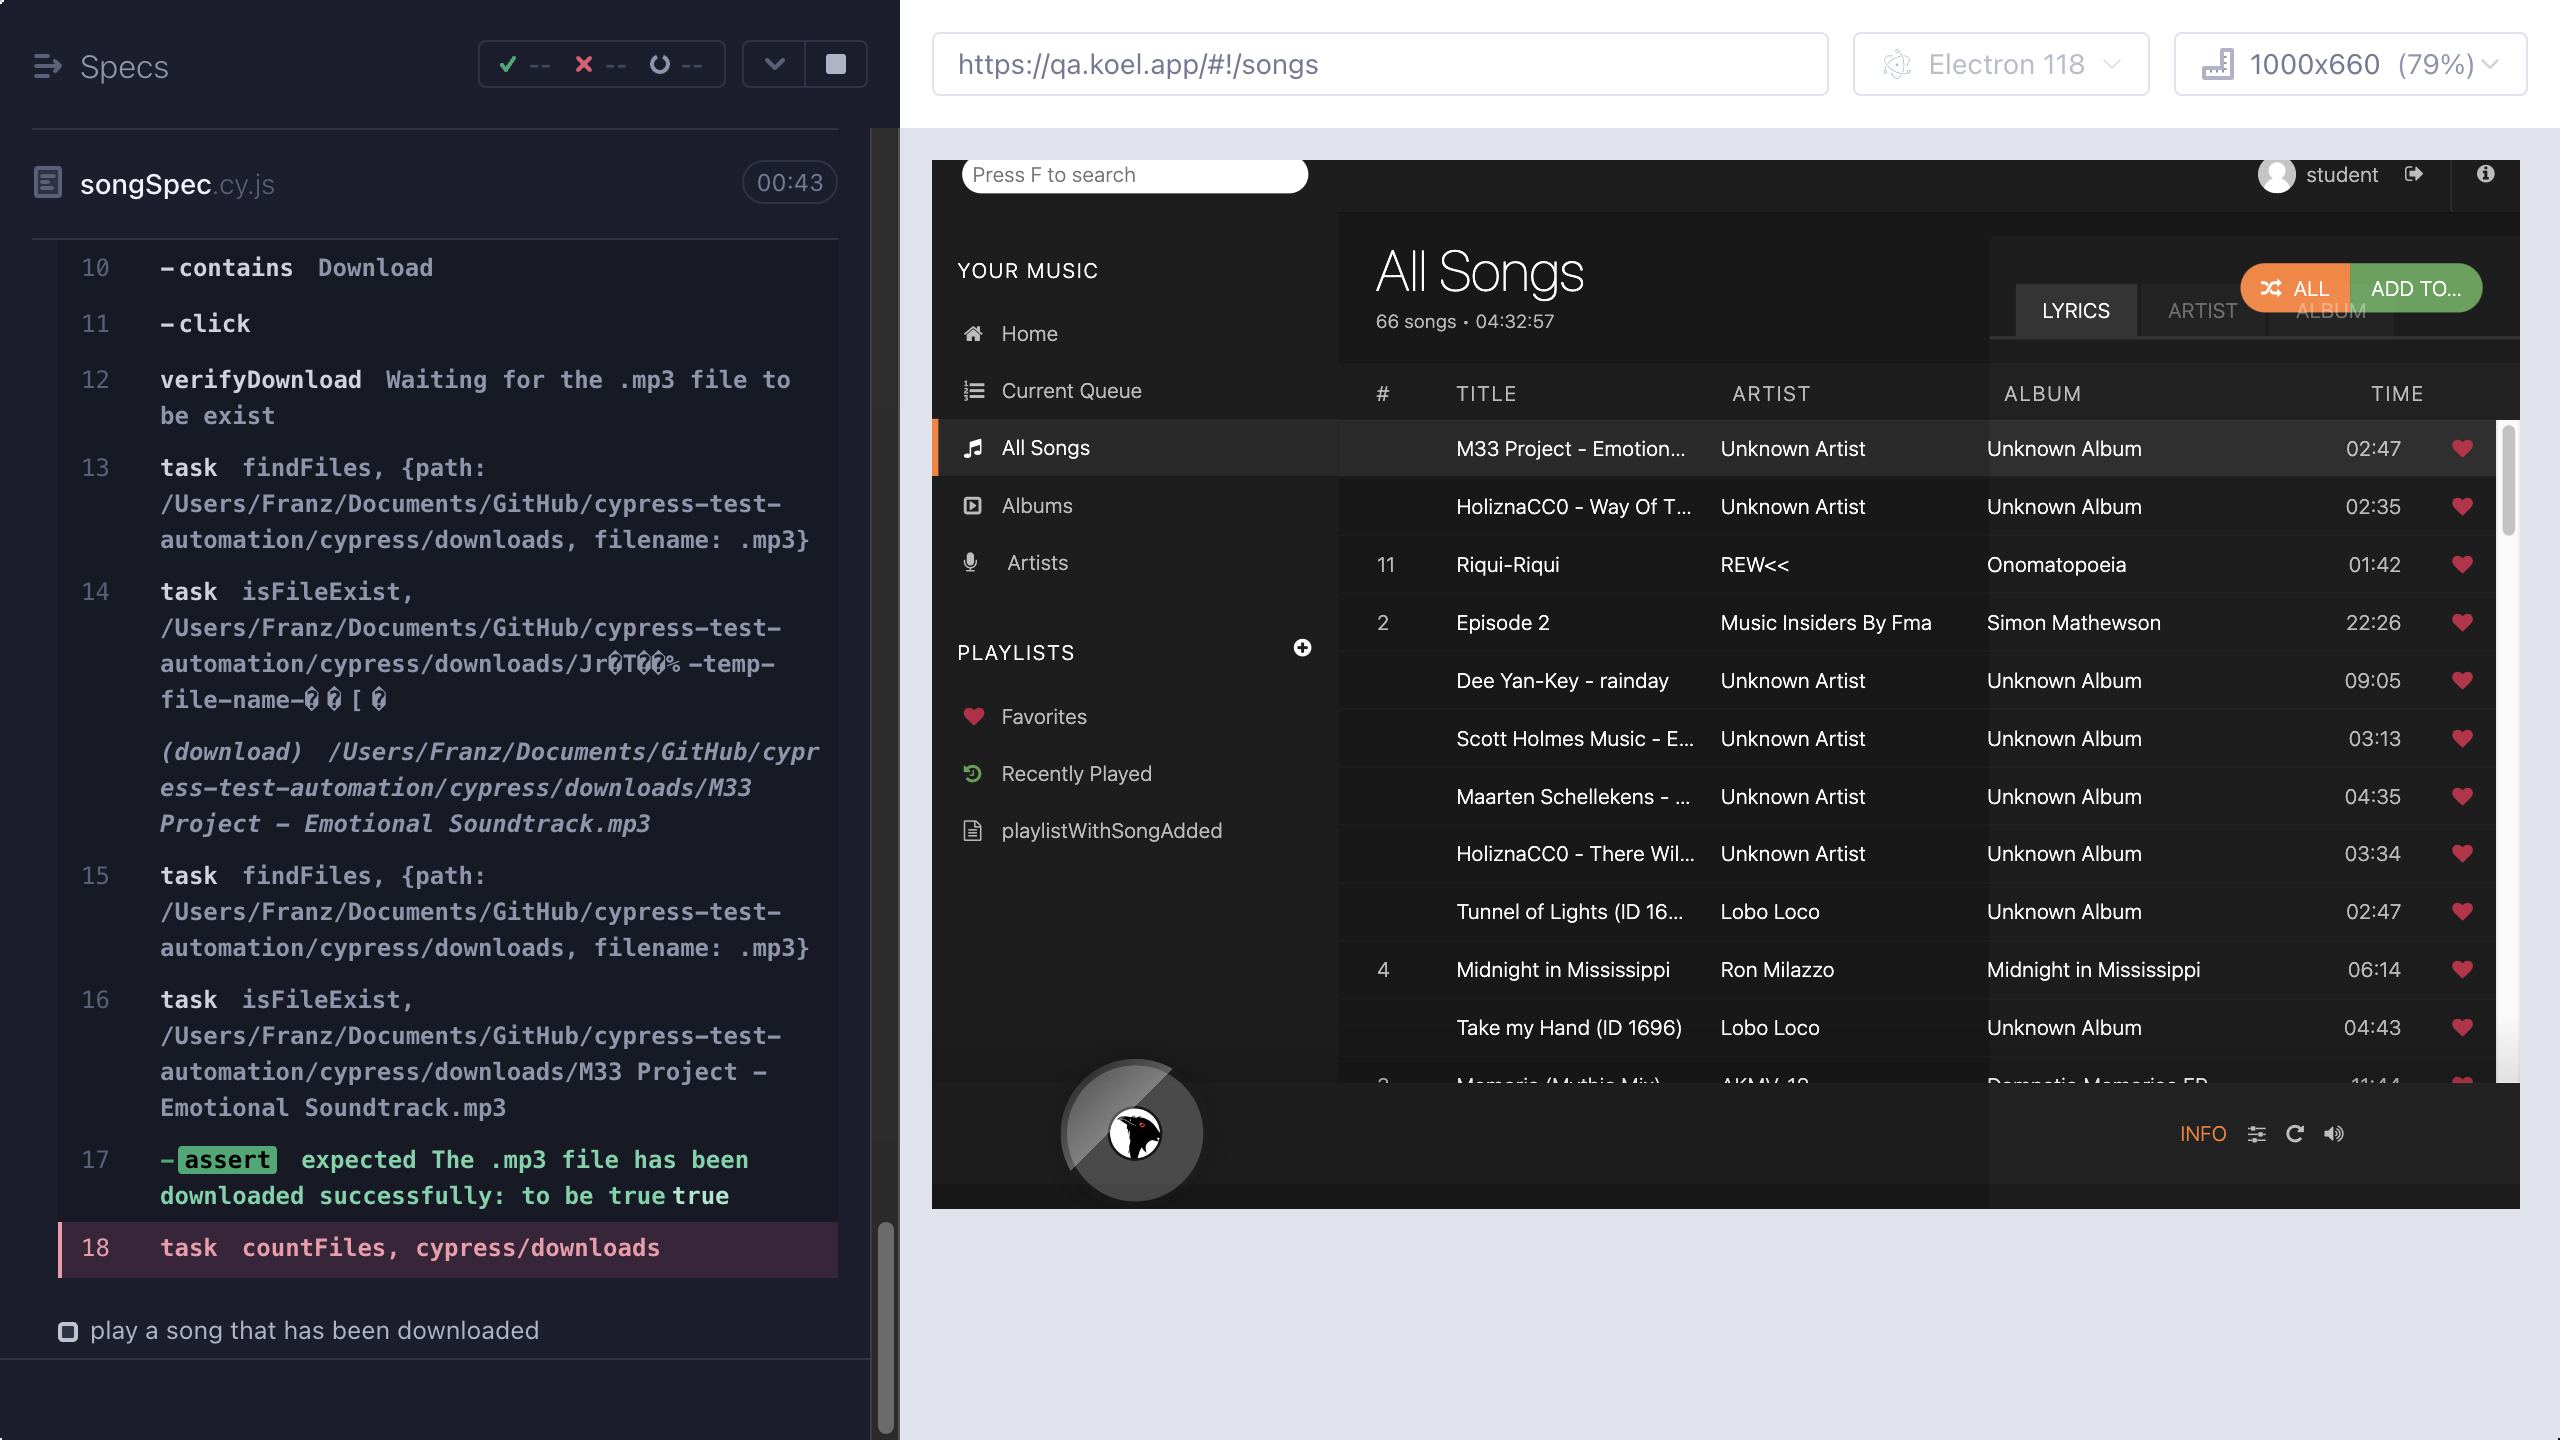 Specs
-- -- --
songSpec.cy.js 00:43
10 -contains Download
11 -click
12 verifyDownload Waiting for the .mp3 file to
be exist
13 task findFiles, {path:
/Users/Franz/Documents/GitHub/cypress-test-
automation/cypress/downloads, filename: .mp3}
14 task isFileExist,
/Users/Franz/Documents/GitHub/cypress-test-
automation/cypress/downloads/Jr�T��%-temp-
file-name-��[�
(download) /Users/Franz/Documents/GitHub/cypr
ess-test-automation/cypress/downloads/M33
Project - Emotional Soundtrack.mp3
15 task findFiles, {path:
/Users/Franz/Documents/GitHub/cypress-test-
automation/cypress/downloads, filename: .mp3}
16 task isFileExist,
/Users/Franz/Documents/GitHub/cypress-test-
automation/cypress/downloads/M33 Project -
Emotional Soundtrack.mp3
17 -assert expected The .mp3 file has been
downloaded successfully: to be true true
18 task countFiles, cypress/downloads
play a song that has been downloaded
https://qa.koel.app/#!/songs
Electron 118
1000x660 (79%)
Press F to search
student
YOUR MUSIC
Home
Current Queue
All Songs
Albums
Artists
PLAYLISTS
Favorites
Recently Played
playlistWithSongAdded
All Songs
66 songs • 04:32:57
ALL ADD TO...
LYRICS ARTIST ALBUM
# TITLE ARTIST ALBUM TIME
M33 Project - Emotion... Unknown Artist Unknown Album 02:47
HoliznaCC0 - Way Of T... Unknown Artist Unknown Album 02:35
11 Riqui-Riqui REW<< Onomatopoeia 01:42
2 Episode 2 Music Insiders By Fma Simon Mathewson 22:26
Dee Yan-Key - rainday Unknown Artist Unknown Album 09:05
Scott Holmes Music - E... Unknown Artist Unknown Album 03:13
Maarten Schellekens - ... Unknown Artist Unknown Album 04:35
HoliznaCC0 - There Wil... Unknown Artist Unknown Album 03:34
Tunnel of Lights (ID 16... Lobo Loco Unknown Album 02:47
4 Midnight in Mississippi Ron Milazzo Midnight in Mississippi 06:14
Take my Hand (ID 1696) Lobo Loco Unknown Album 04:43
INFO